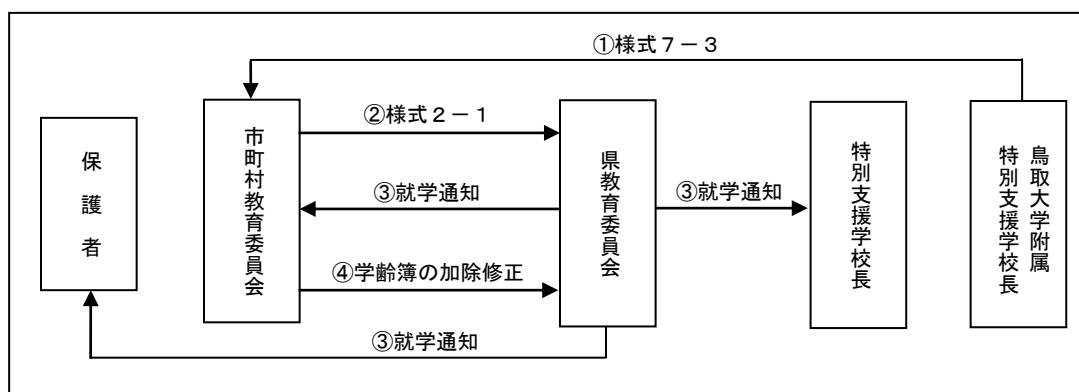 ①様式７－３
②様式２－１
③就学通知
③就学通知
④学齢簿の加除修正
③就学通知
保護者
市町村教育委員会
県教育委員会
特別支援学校長
鳥取大学附属
特別支援学校長